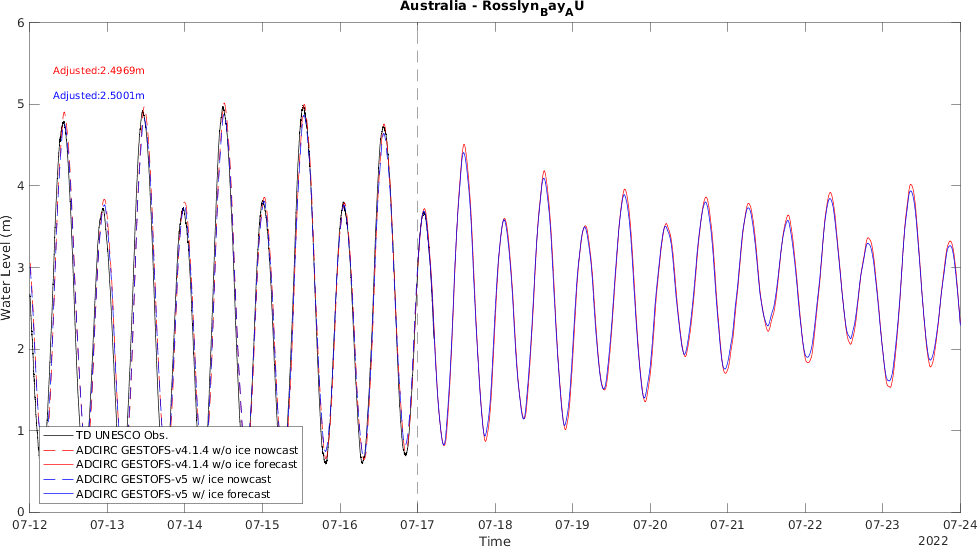 Australia - Rosslyn_Bay_AU
6
Adjusted:2.4969m
Adjusted:2.5001m
5
4
3
2
1
0
Water Level (m)
TD UNESCO Obs.
ADCIRC GESTOFS-v4.1.4 w/o ice nowcast
ADCIRC GESTOFS-v4.1.4 w/o ice forecast
ADCIRC GESTOFS-v5 w/ ice nowcast
ADCIRC GESTOFS-v5 w/ ice forecast
07-12 07-13 07-14 07-15 07-16 07-17 07-18 07-19 07-20 07-21 07-22 07-23 07-24
Time
2022